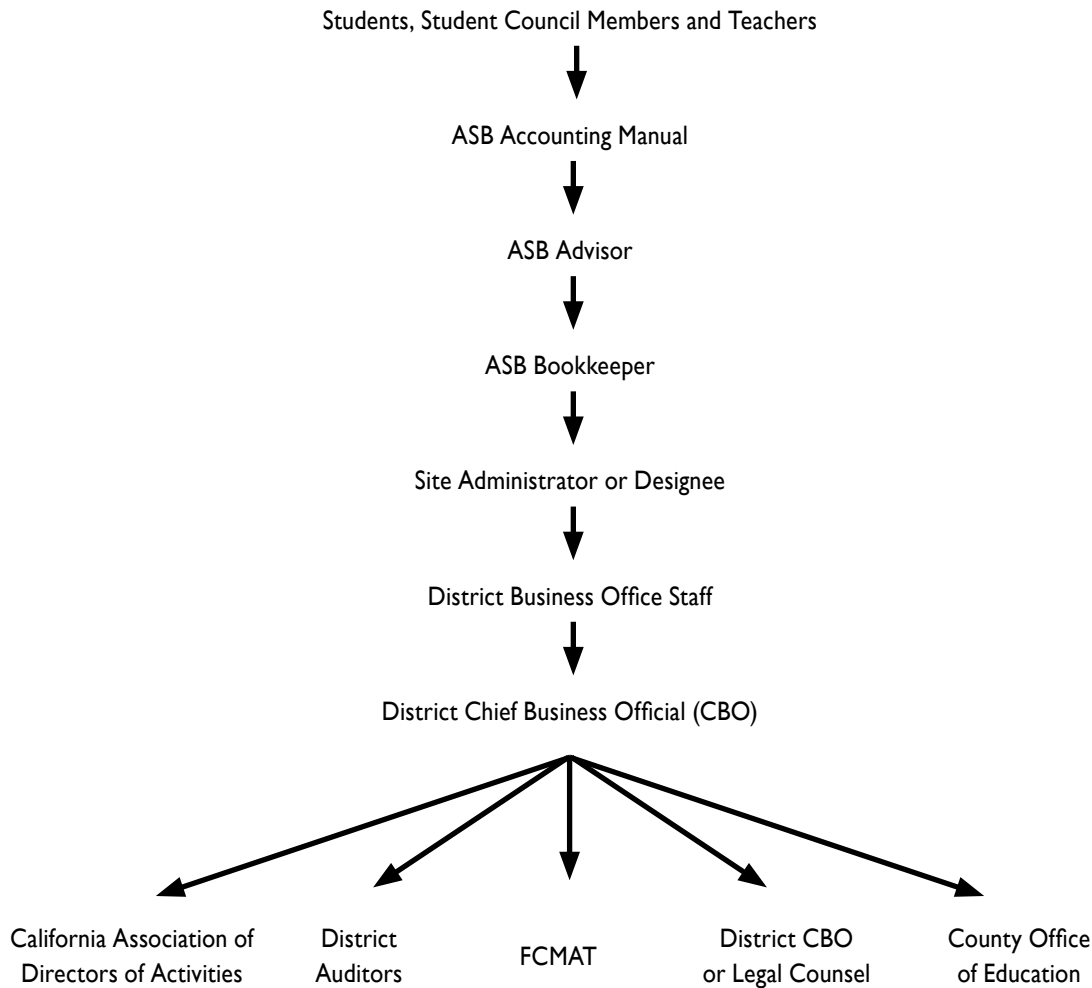 Students, Student Council Members and Teachers
ASB Accounting Manual
ASB Advisor
ASB Bookkeeper
Site Administrator or Designee
District Business Office Staff
District Chief Business Official (CBO)
California Association of
Directors of Activities
District
Auditors
FCMAT
District CBO
or Legal Counsel
County Office
of Education